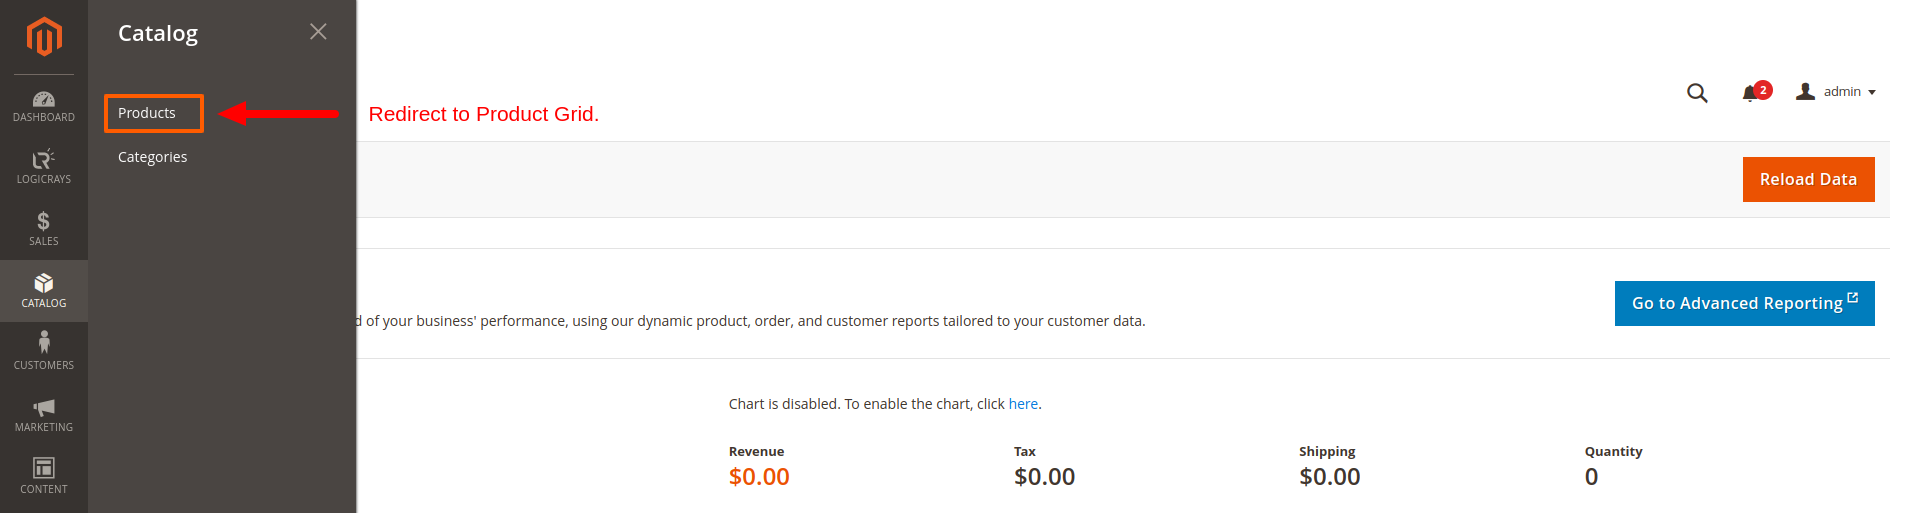 Catalog
Products
Categories
Redirect to Product Grid.
DASHBOARD
LOGICRAYS
SALES
CATALOG
CUSTOMERS
MARKETING
CONTENT
2
admin
Reload Data
Go to Advanced Reporting
d of your business' performance, using our dynamic product, order, and customer reports tailored to your customer data.
Chart is disabled. To enable the chart, click here.
Revenue Tax Shipping Quantity
$0.00 $0.00 $0.00 0